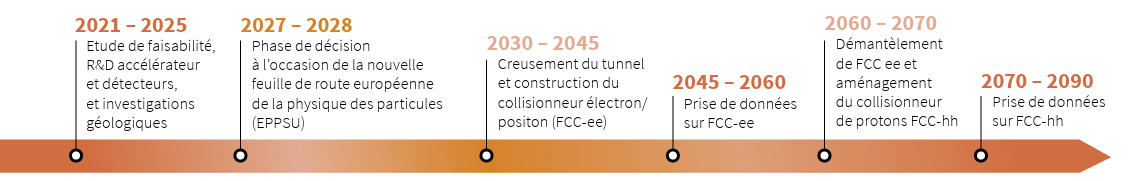 2021 – 2025
Etude de faisabilité,
R&D accélérateur
et détecteurs,
et investigations
géologiques
2027 – 2028
Phase de décision
à l’occasion de la nouvelle
feuille de route européenne
de la physique des particules
(EPPSU)
2030 – 2045
Creusement du tunnel
et construction du
collisionneur électron/
positon (FCC-ee)
2045 – 2060
Prise de données
sur FCC-ee
2060 – 2070
Démantèlement
de FCC ee et
aménagement
du collisionneur
de protons FCC-hh
2070 – 2090
Prise de données
sur FCC-hh